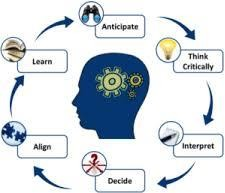 Anticipate
Think
Critically
Interpret
Decide
Align
Learn